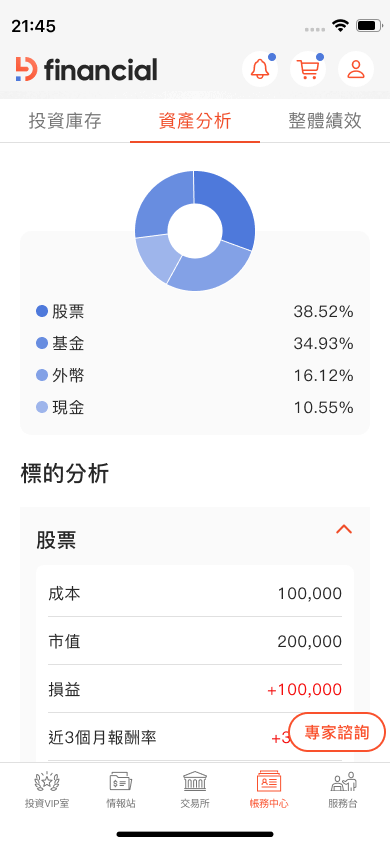 21:45
financial
投資庫存 資產分析 整體績效
股票 38.52%
基金 34.93%
外幣 16.12%
現金 10.55%
標的分析
股票
成本 100,000
市值 200,000
損益 +100,000
近3個月報酬率 +3
專家諮詢
投資VIP室 情報站 交易所 帳務中心 服務台